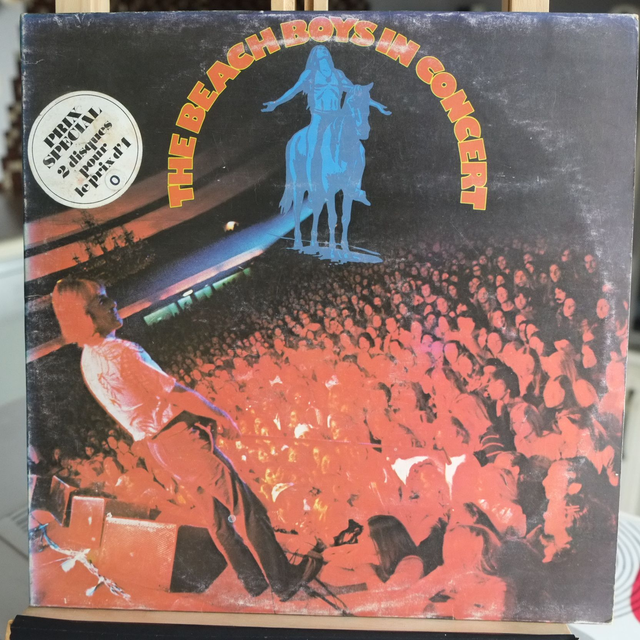 THE BEACH BOYS IN CONCERT
PRIX
SPECIAL
2 disques
pour
le prix d'1